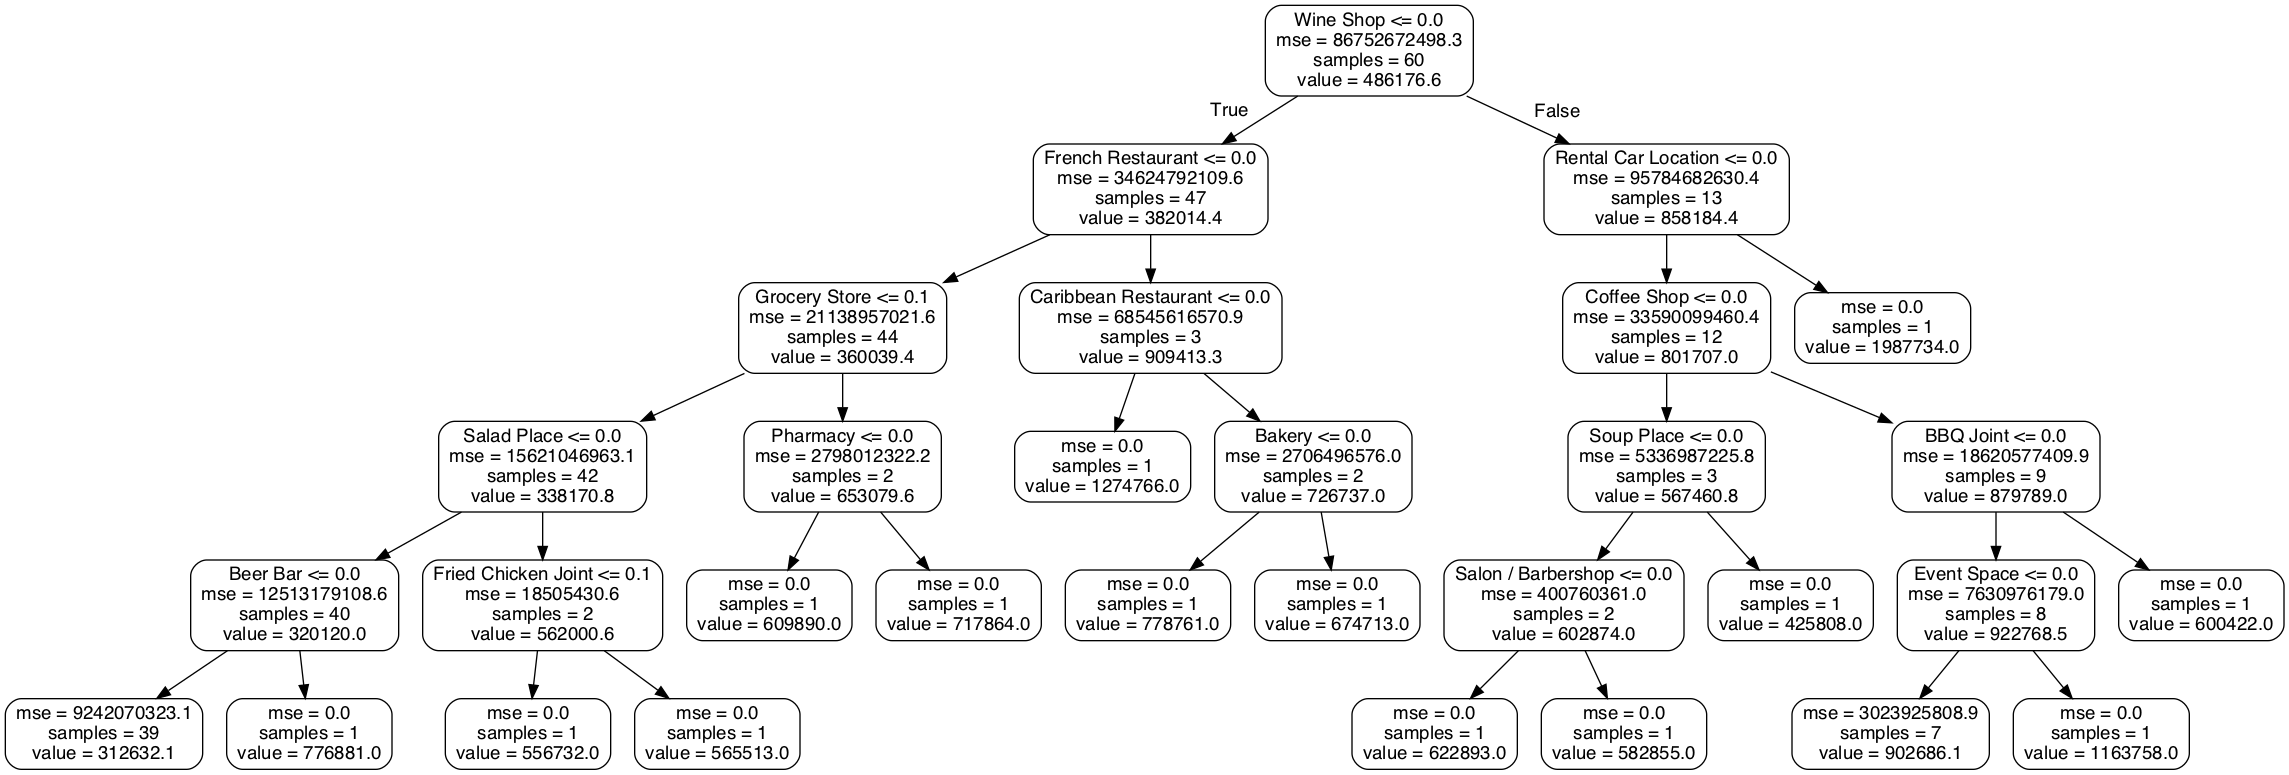 Wine Shop <= 0.0
mse = 86752672498.3
samples = 60
value = 486176.6
True
False
French Restaurant <= 0.0
mse = 34624792109.6
samples = 47
value = 382014.4
Rental Car Location <= 0.0
mse = 95784682630.4
samples = 13
value = 858184.4
Grocery Store <= 0.1
mse = 21138957021.6
samples = 44
value = 360039.4
Caribbean Restaurant <= 0.0
mse = 68545616570.9
samples = 3
value = 909413.3
Coffee Shop <= 0.0
mse = 33590099460.4
samples = 12
value = 801707.0
mse = 0.0
samples = 1
value = 1987734.0
Salad Place <= 0.0
mse = 15621046963.1
samples = 42
value = 338170.8
Pharmacy <= 0.0
mse = 2798012322.2
samples = 2
value = 653079.6
mse = 0.0
samples = 1
value = 1274766.0
Bakery <= 0.0
mse = 2706496576.0
samples = 2
value = 726737.0
Soup Place <= 0.0
mse = 5336987225.8
samples = 3
value = 567460.8
BBQ Joint <= 0.0
mse = 18620577409.9
samples = 9
value = 879789.0
Beer Bar <= 0.0
mse = 12513179108.6
samples = 40
value = 320120.0
Fried Chicken Joint <= 0.1
mse = 18505430.6
samples = 2
value = 562000.6
mse = 0.0
samples = 1
value = 609890.0
mse = 0.0
samples = 1
value = 717864.0
mse = 0.0
samples = 1
value = 778761.0
mse = 0.0
samples = 1
value = 674713.0
Salon / Barbershop <= 0.0
mse = 400760361.0
samples = 2
value = 602874.0
mse = 0.0
samples = 1
value = 425808.0
Event Space <= 0.0
mse = 7630976179.0
samples = 8
value = 922768.5
mse = 0.0
samples = 1
value = 600422.0
mse = 9242070323.1
samples = 39
value = 312632.1
mse = 0.0
samples = 1
value = 776881.0
mse = 0.0
samples = 1
value = 556732.0
mse = 0.0
samples = 1
value = 565513.0
mse = 0.0
samples = 1
value = 622893.0
mse = 0.0
samples = 1
value = 582855.0
mse = 3023925808.9
samples = 7
value = 902686.1
mse = 0.0
samples = 1
value = 1163758.0